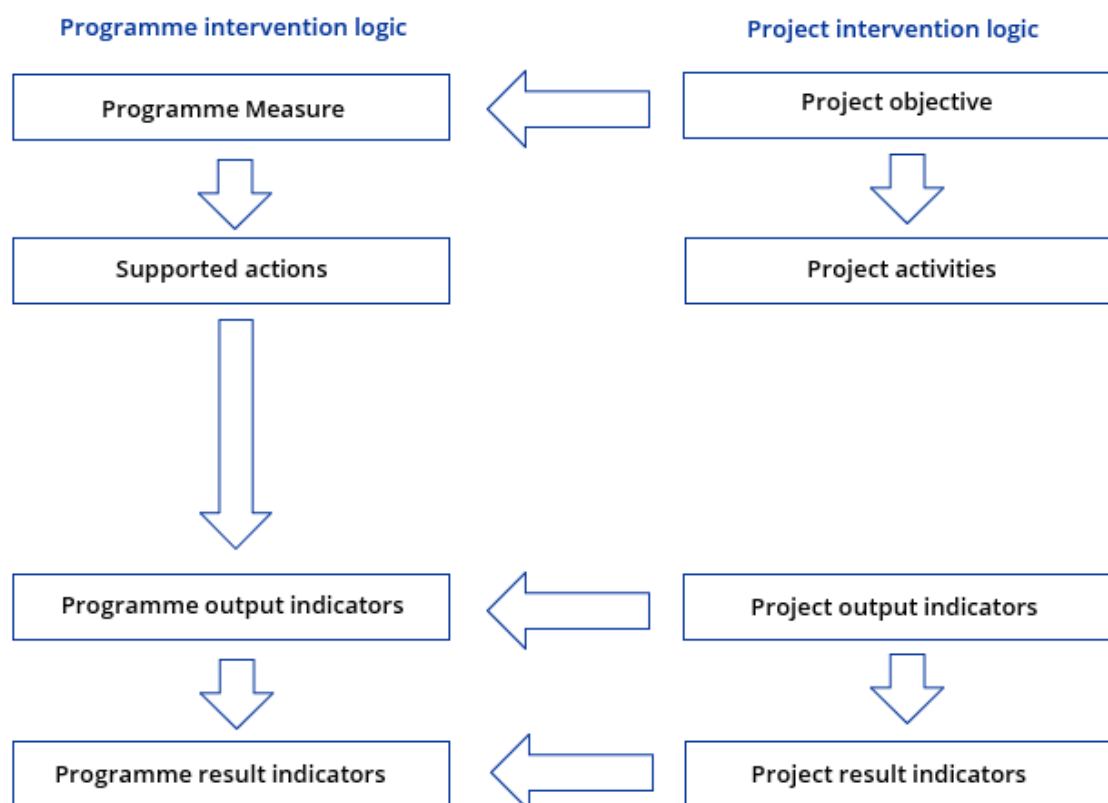 Programme intervention logic
Project intervention logic
Programme Measure
Project objective
Supported actions
Project activities
Programme output indicators
Project output indicators
Programme result indicators
Project result indicators